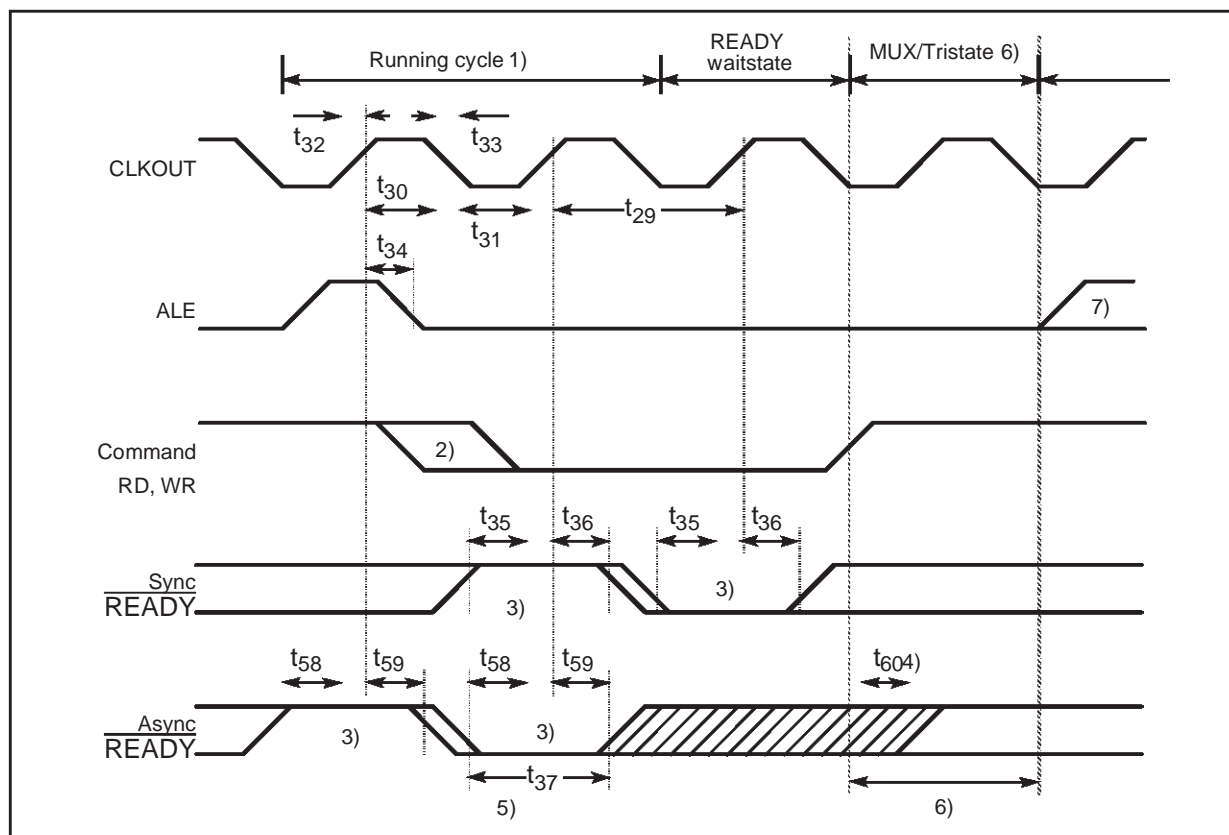 Running cycle 1)
READY
waitstate
MUX/Tristate 6)
t32
t33
CLKOUT
t30
t31
t29
t34
ALE
7)
Command
RD, WR
2)
t35
t36
t35
t36
Sync
READY
3)
3)
t58
t59
t58
t59
t604)
Async
READY
3)
3)
t37
5)
6)